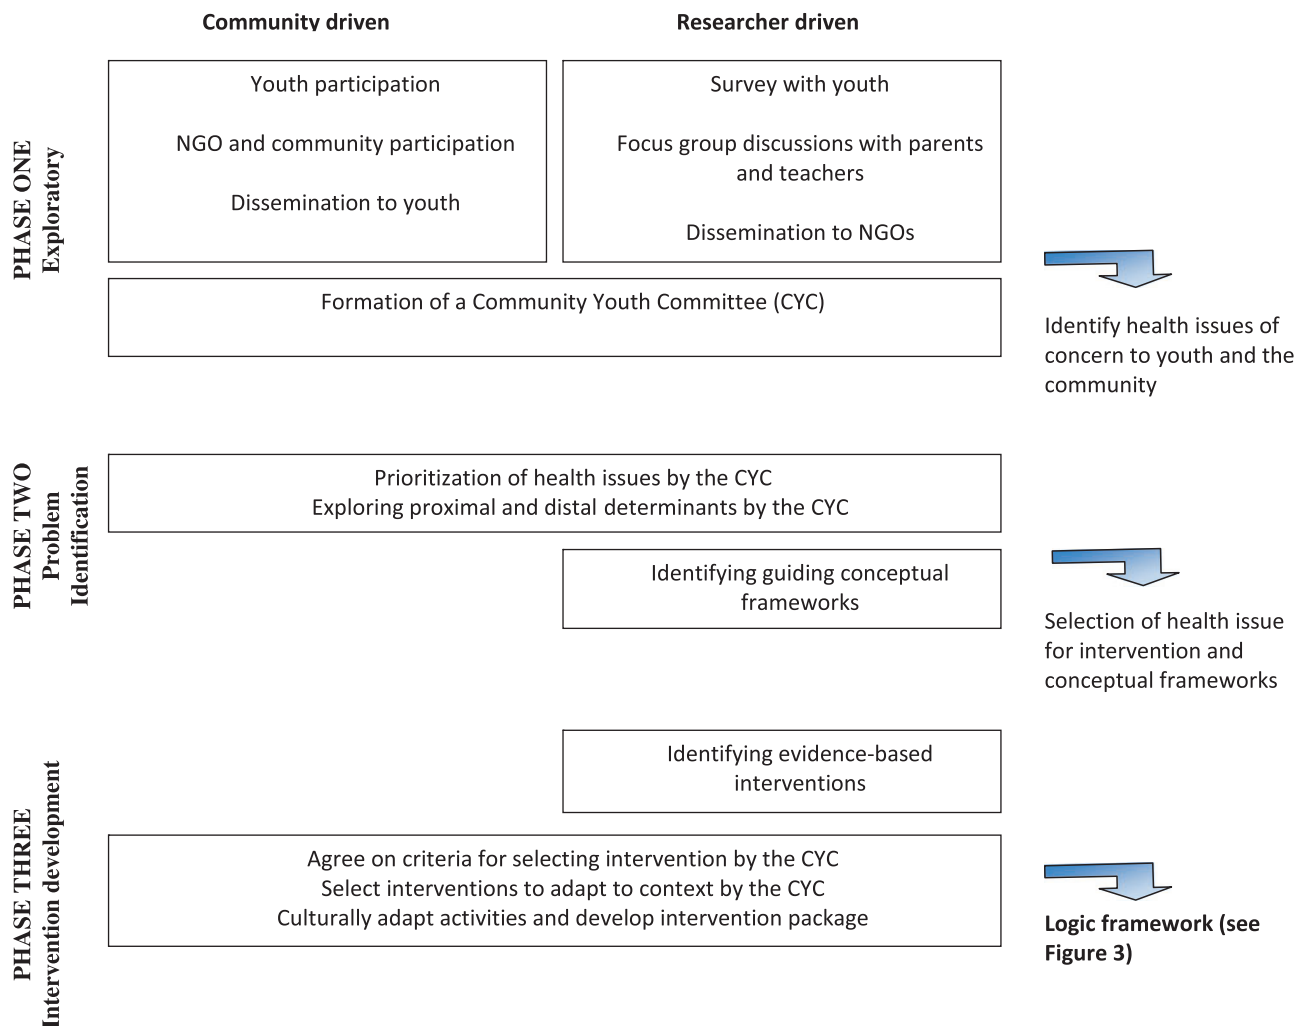 Community driven
Researcher driven
PHASE ONE
Exploratory
Youth participation
NGO and community participation
Dissemination to youth
Survey with youth
Focus group discussions with parents
and teachers
Dissemination to NGOs
Formation of a Community Youth Committee (CYC)
Identify health issues of
concern to youth and the
community
PHASE TWO
Problem
Identification
Prioritization of health issues by the CYC
Exploring proximal and distal determinants by the CYC
Identifying guiding conceptual
frameworks
Selection of health issue
for intervention and
conceptual frameworks
PHASE THREE
Intervention development
Identifying evidence-based
interventions
Agree on criteria for selecting intervention by the CYC
Select interventions to adapt to context by the CYC
Culturally adapt activities and develop intervention package
Logic framework (see
Figure 3)